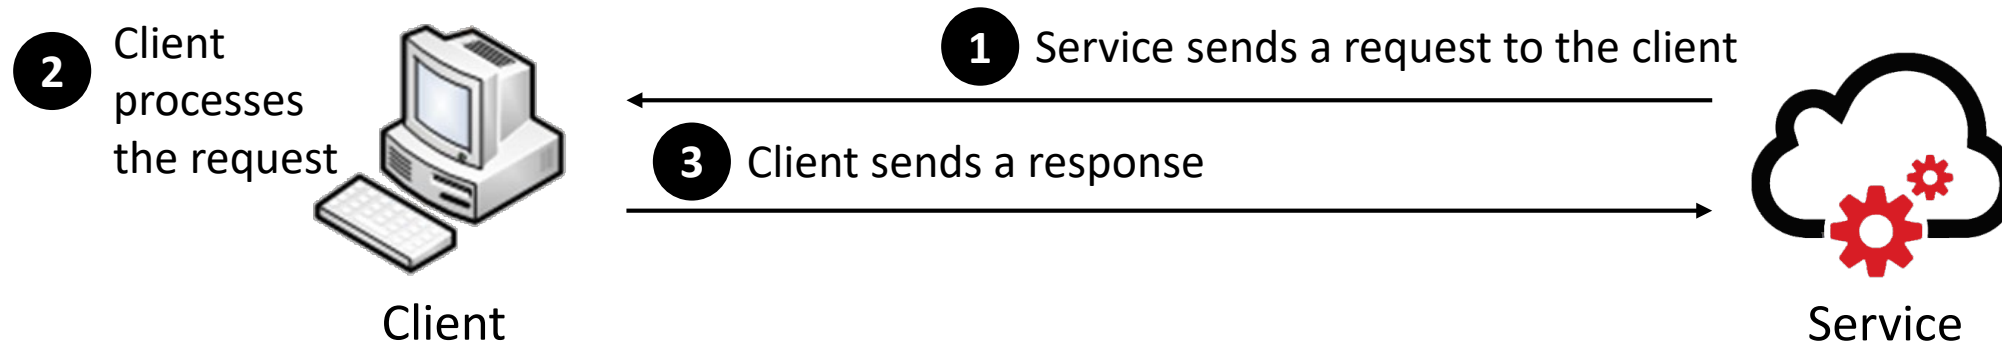 1 Service sends a request to the client
2 Client
processes
the request
3 Client sends a response
Client
Service